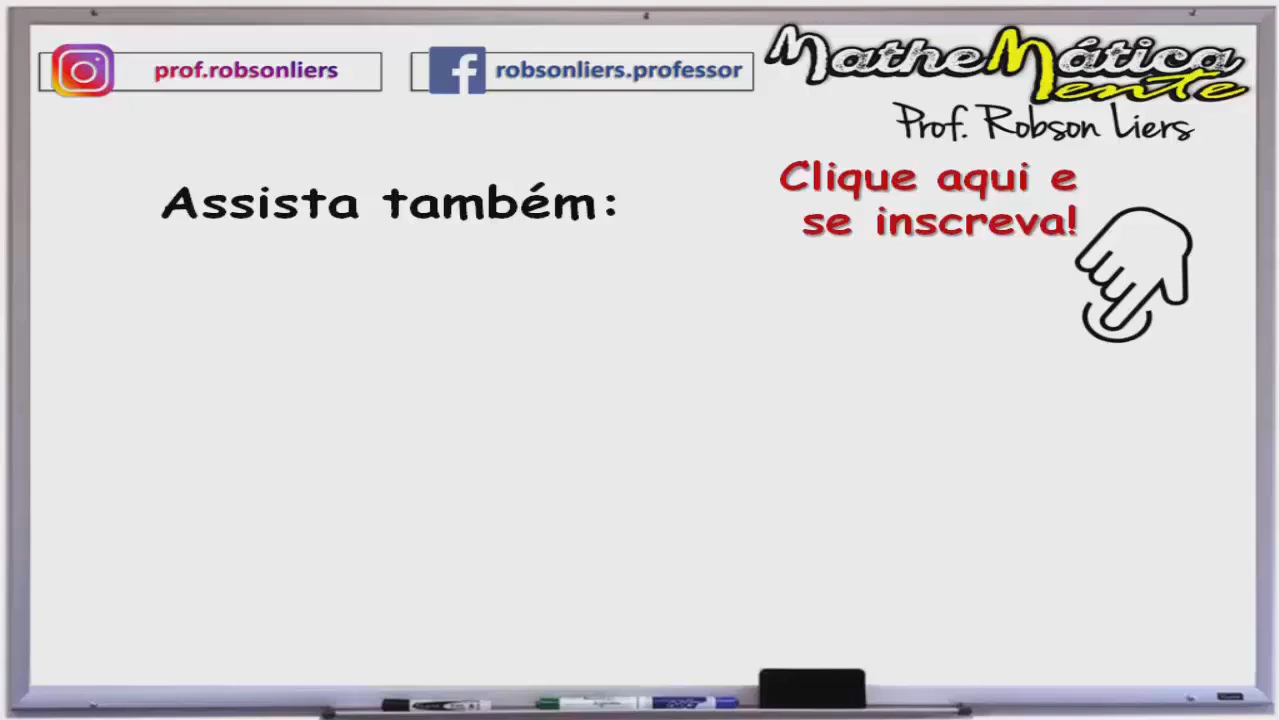 prof.robsonliers
robsonliers.professor
MatheMática
Mente
Prof. Robson Liers
Assista também:
Clique aqui e
se inscreva!